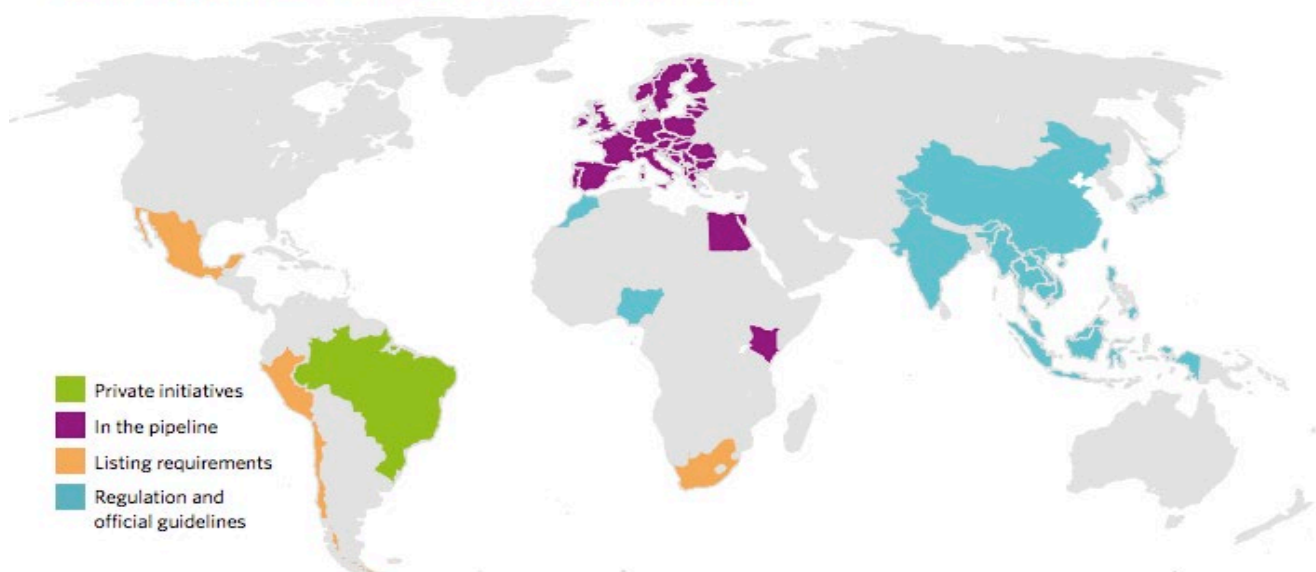 Private initiatives
In the pipeline
Listing requirements
Regulation and
official guidelines